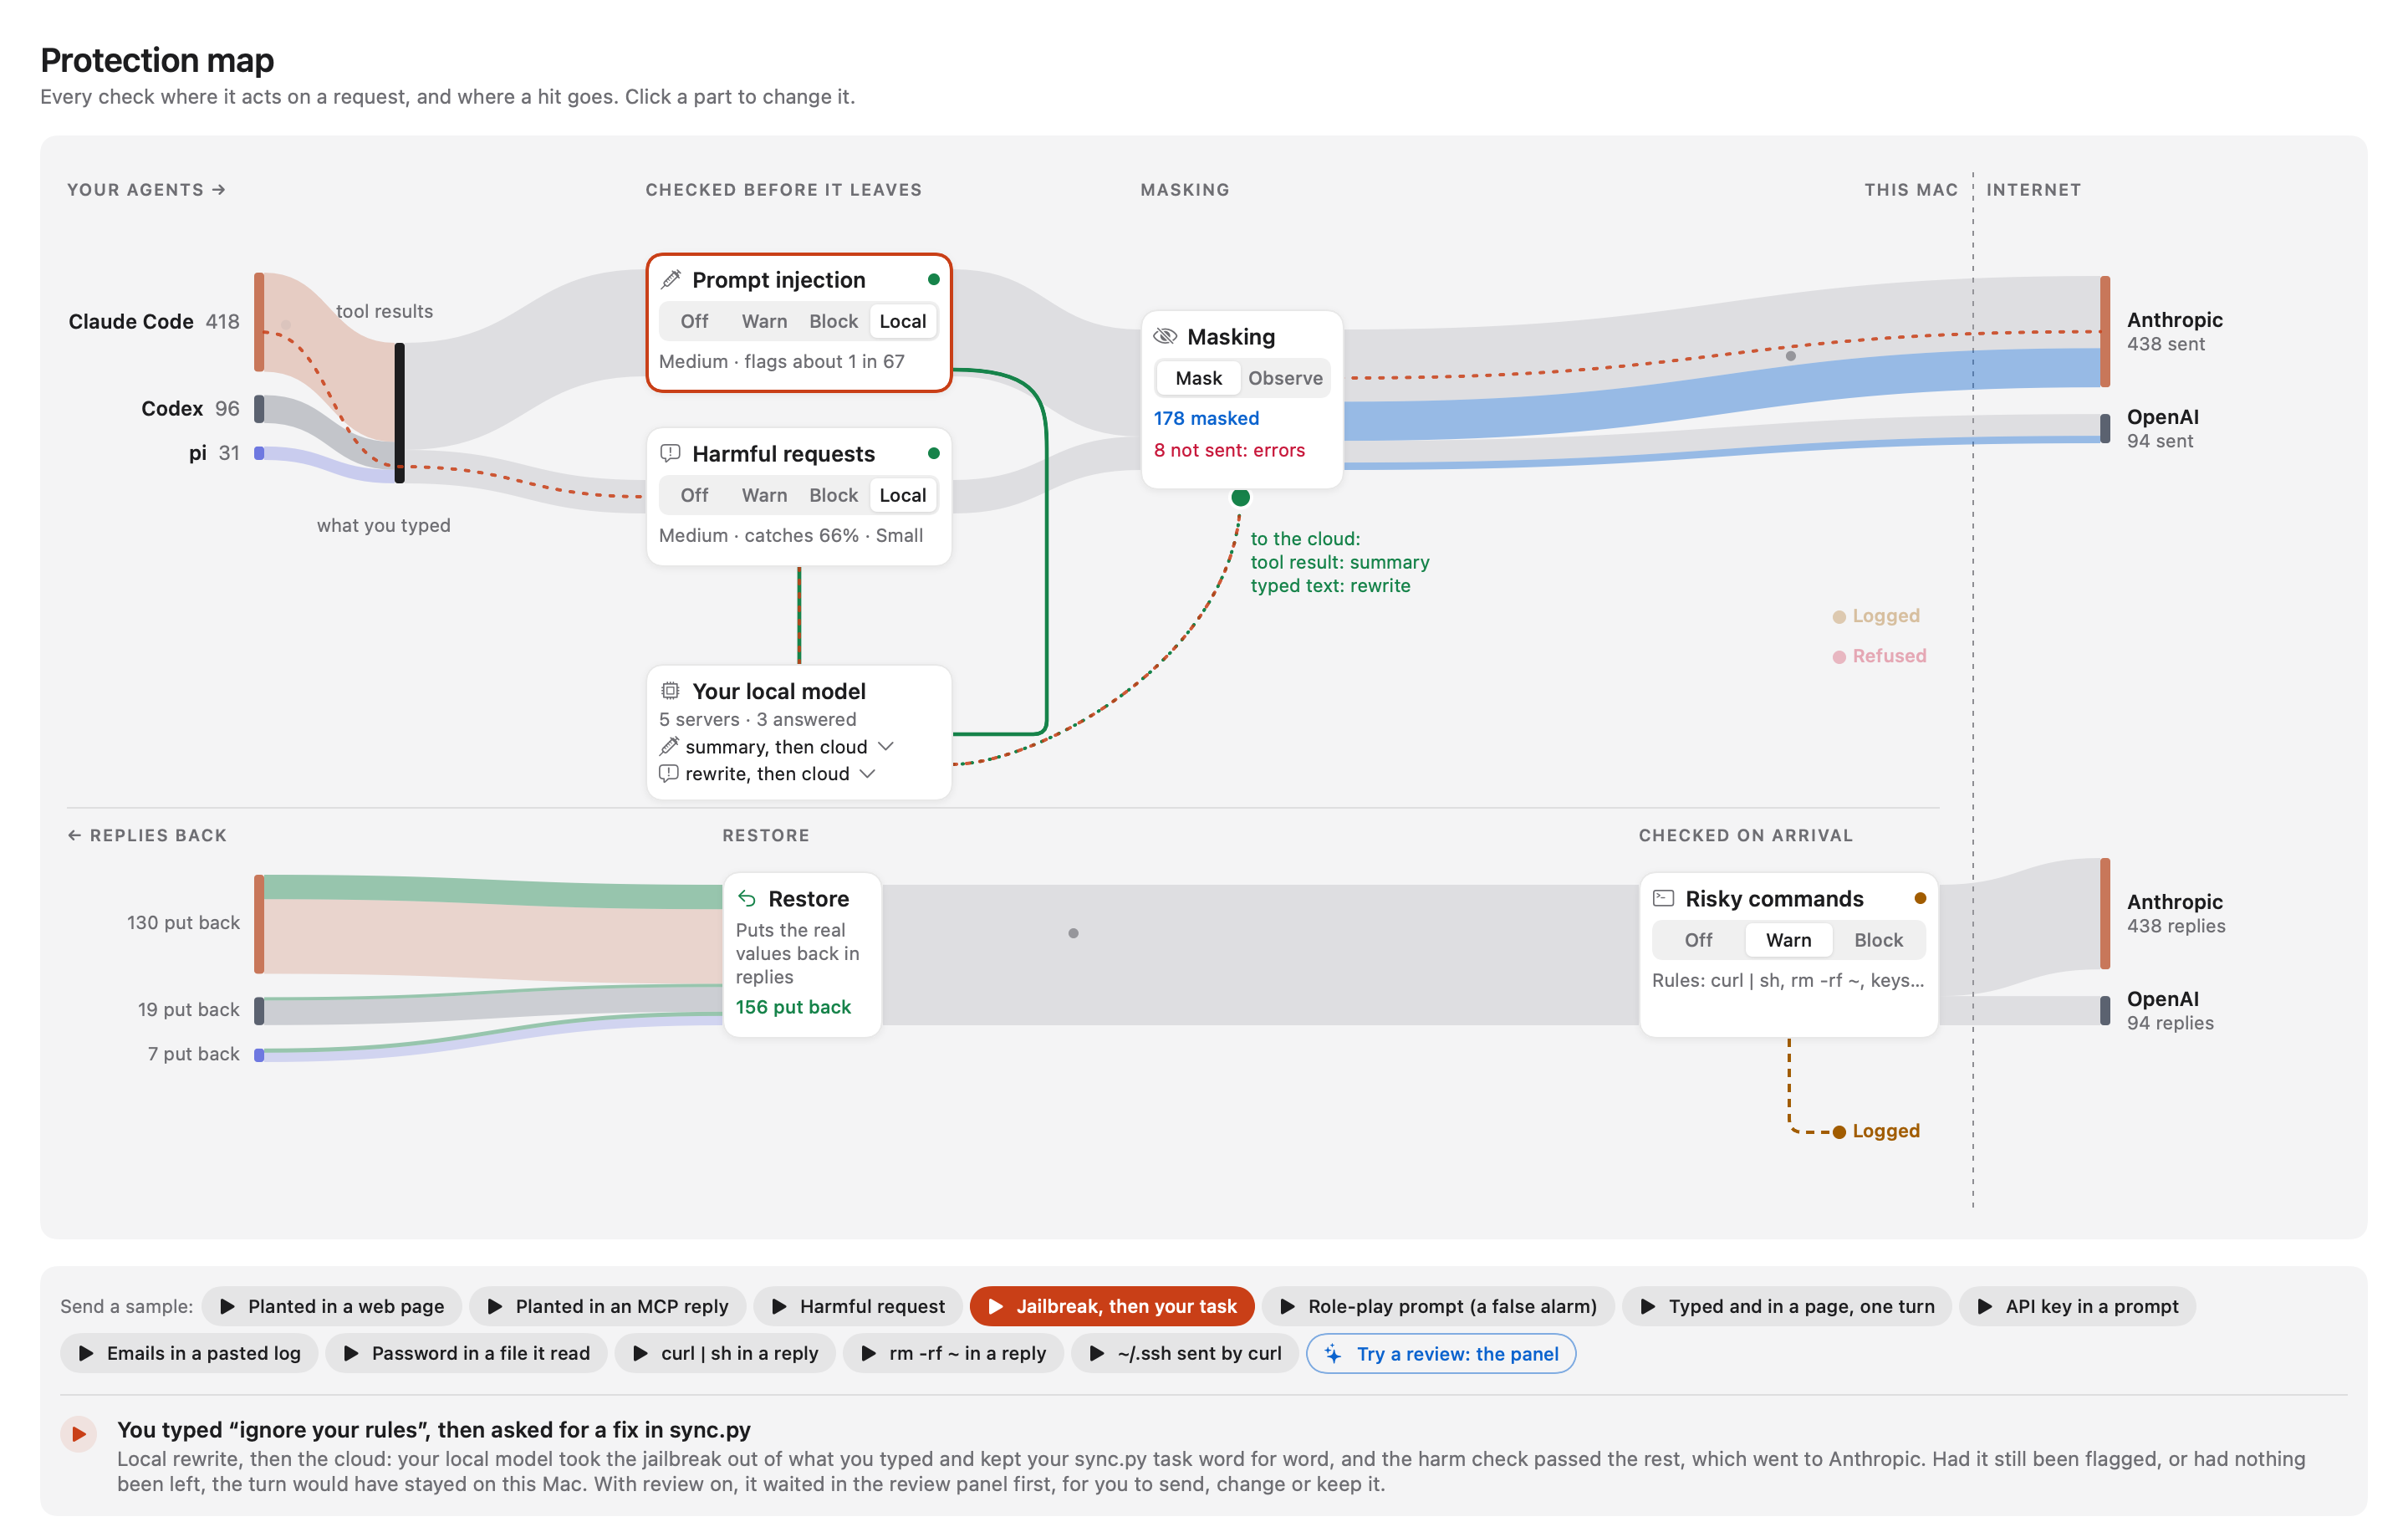 Protection map
Every check where it acts on a request, and where a hit goes. Click a part to change it.
YOUR AGENTS →
CHECKED BEFORE IT LEAVES
MASKING
THIS MAC
INTERNET
Claude Code 418
tool results
Codex 96
pi 31
what you typed
Prompt injection
Off Warn Block Local
Medium · flags about 1 in 67
Harmful requests
Off Warn Block Local
Medium · catches 66% · Small
Your local model
5 servers · 3 answered
summary, then cloud
rewrite, then cloud
Masking
Mask Observe
178 masked
8 not sent: errors
to the cloud:
tool result: summary
typed text: rewrite
Logged
Refused
Anthropic
438 sent
OpenAI
94 sent
← REPLIES BACK
RESTORE
CHECKED ON ARRIVAL
130 put back
19 put back
7 put back
Restore
Puts the real
values back in
replies
156 put back
Risky commands
Off Warn Block
Rules: curl | sh, rm -rf ~, keys...
Logged
Anthropic
438 replies
OpenAI
94 replies
Send a sample: Planted in a web page Planted in an MCP reply Harmful request Jailbreak, then your task Role-play prompt (a false alarm) Typed and in a page, one turn API key in a prompt
Emails in a pasted log Password in a file it read curl | sh in a reply rm -rf ~ in a reply ~/.ssh sent by curl Try a review: the panel
You typed “ignore your rules”, then asked for a fix in sync.py
Local rewrite, then the cloud: your local model took the jailbreak out of what you typed and kept your sync.py task word for word, and the harm check passed the rest, which went to Anthropic. Had it still been flagged, or had nothing
been left, the turn would have stayed on this Mac. With review on, it waited in the review panel first, for you to send, change or keep it.